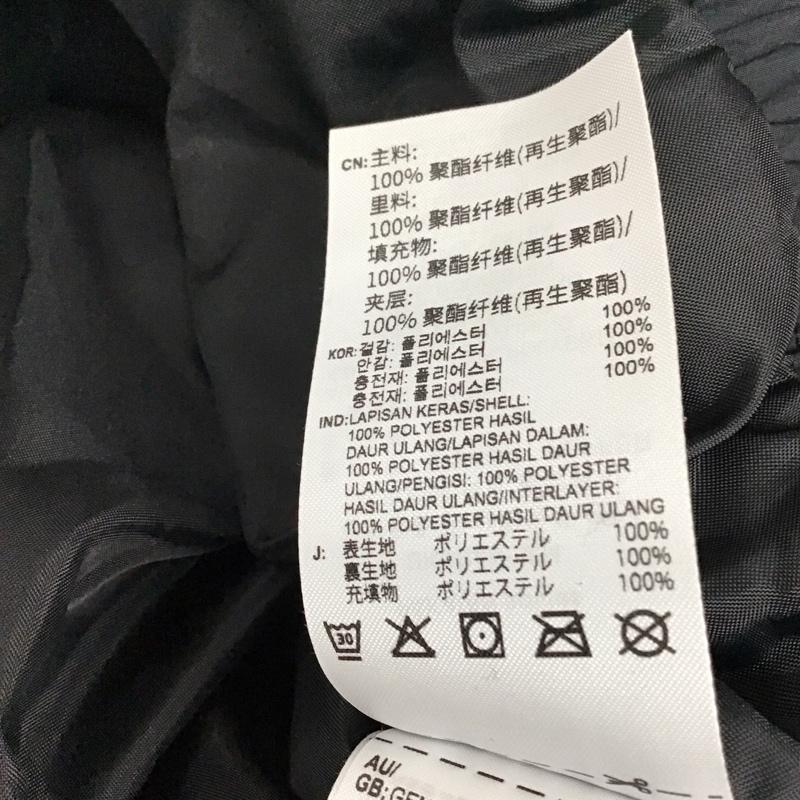 CN:主料:
100% 聚酯纤维(再生聚酯)/
里料:
100% 聚酯纤维(再生聚酯)/
填充物:
100% 聚酯纤维(再生聚酯)/
夹层:
100% 聚酯纤维(再生聚酯)
KOR:겉감: 폴리에스터 100%
안감: 폴리에스터 100%
충전재: 폴리에스터 100%
충전재: 폴리에스터 100%
IND:LAPISAN KERAS/SHELL:
100% POLYESTER HASIL
DAUR ULANG/LAPISAN DALAM:
100% POLYESTER HASIL DAUR
ULANG/PENGISI: 100% POLYESTER
HASIL DAUR ULANG/INTERLAYER:
100% POLYESTER HASIL DAUR ULANG
J: 表生地 ポリエステル 100%
裏生地 ポリエステル 100%
充填物 ポリエステル 100%
30
AU/
GB: